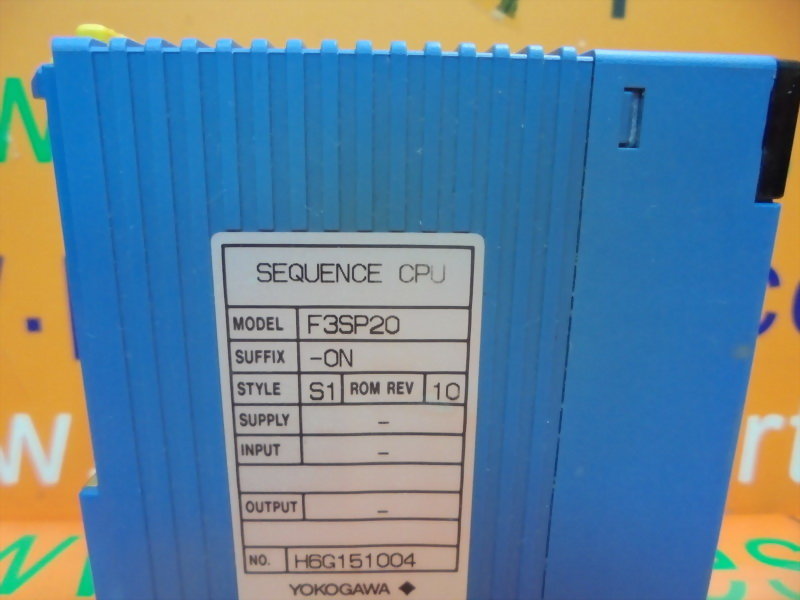 SEQUENCE CPU
MODEL F3SP20
SUFFIX -0N
STYLE S1 ROM REV 10
SUPPLY -
INPUT -
OUTPUT -
NO. H6G151004
YOKOGAWA